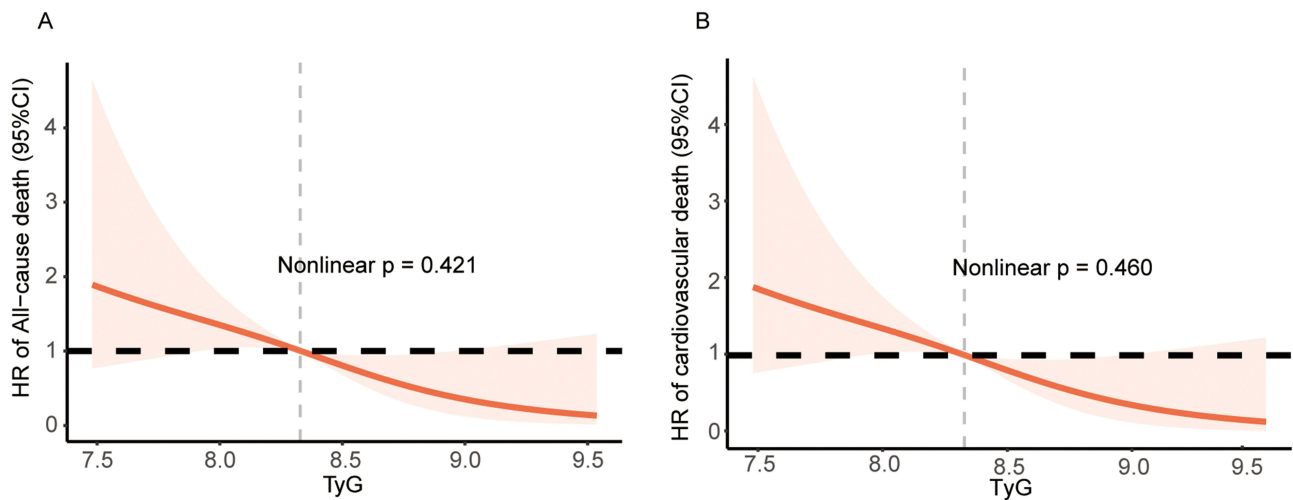 A
HR of All-cause death (95%CI)
4
3
2
1
0
Nonlinear p = 0.421
7.5 8.0 8.5 9.0 9.5
TyG
B
HR of cardiovascular death (95%CI)
4
3
2
1
0
Nonlinear p = 0.460
7.5 8.0 8.5 9.0 9.5
TyG